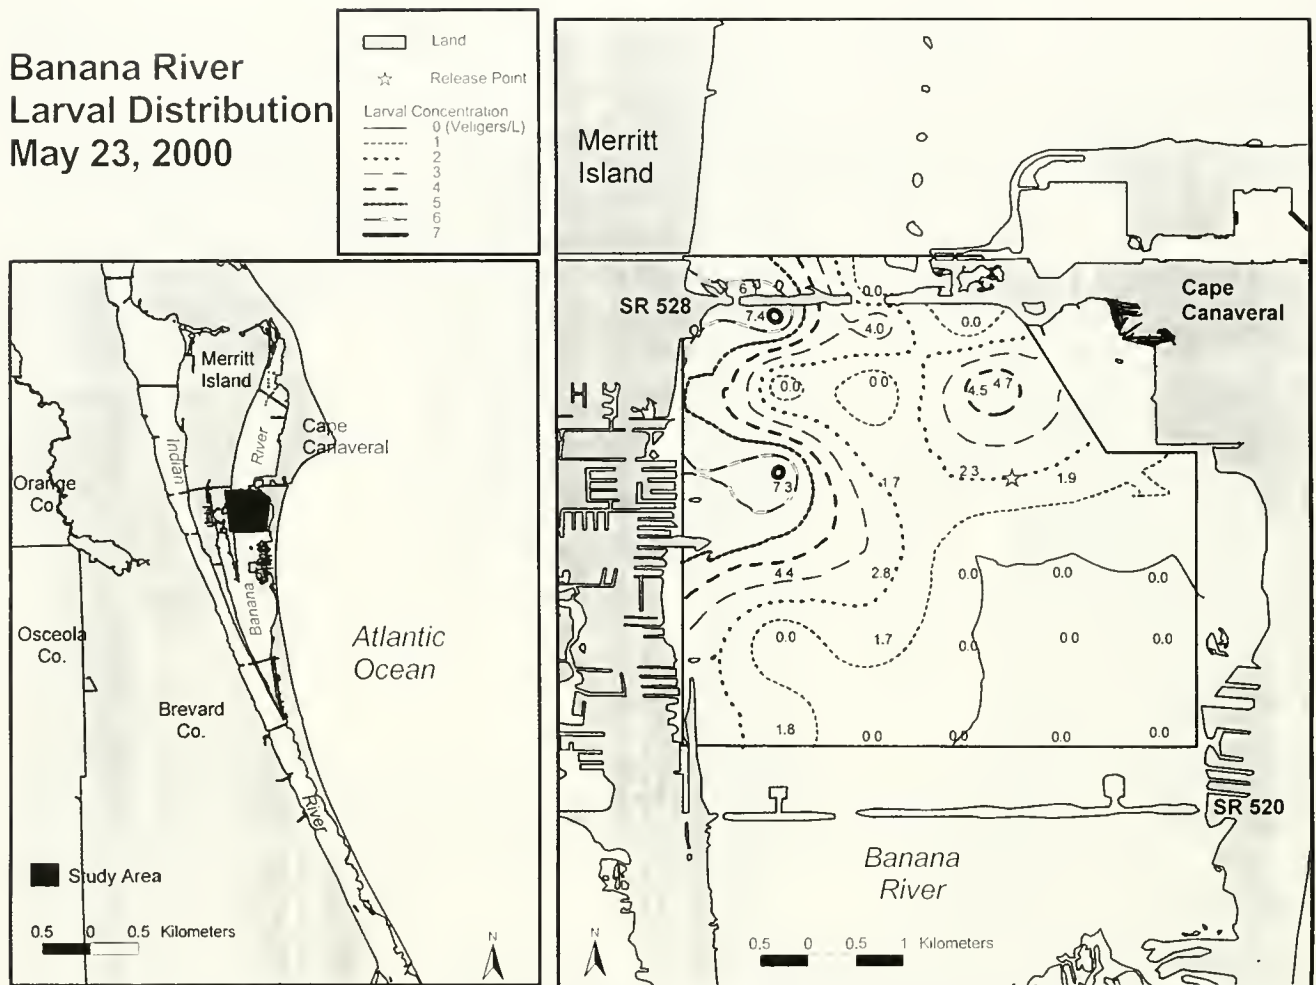 Banana River
Larval Distribution
May 23, 2000
Land
Release Point
Larval Concentration
0 (Veligers/L)
1
2
3
4
5
6
7
Merritt
Island
Indian
River
Cape
Canaveral
Orange
Co.
Osceola
Co.
Banana
Brevard
Co.
Atlantic
Ocean
River
Study Area
0.5 0 0.5 Kilometers
N
Merritt
Island
SR 528
Cape
Canaveral
6
0.0
7.4
4.0
0.0
0.0
0.0
4.5
4.7
7 3
1.7
2 3
1.9
4.4
2.8
0.0
0.0
0.0
0.0
1.7
0.0
0 0
0.0
1.8
0 0
0.0
0.0
0.0
SR 520
Banana
River
N
0.5 0 0.5 1 Kilometers